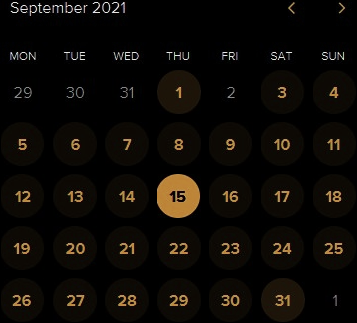 September 2021
MON TUE WED THU FRI SAT SUN
29 30 31 1 2 3 4
5 6 7 8 9 10 11
12 13 14 15 16 17 18
19 20 21 22 23 24 25
26 27 28 29 30 31 1